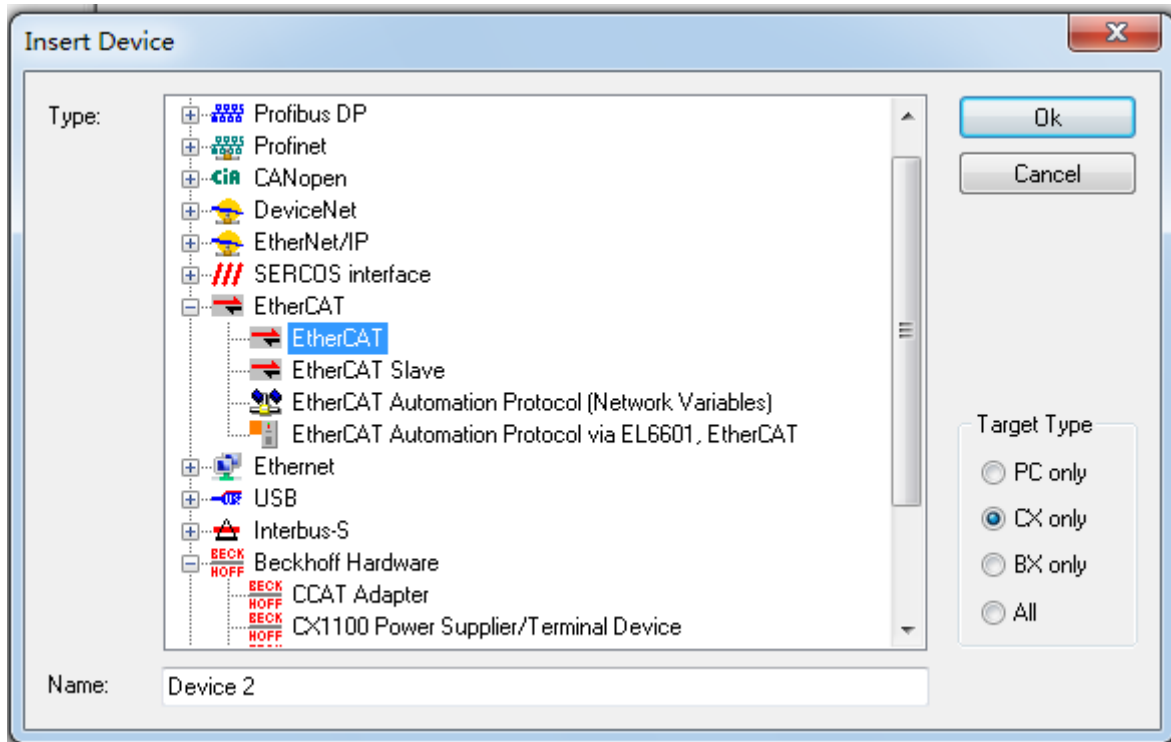 Insert Device
Type:
Profibus DP
Profinet
CiA CANopen
DeviceNet
EtherNet/IP
SERCOS interface
EtherCAT
EtherCAT
EtherCAT Slave
EtherCAT Automation Protocol (Network Variables)
EtherCAT Automation Protocol via EL6601, EtherCAT
Ethernet
USB
Interbus-S
BECK HOFF Beckhoff Hardware
BECK HOFF CCAT Adapter
BECK HOFF CX1100 Power Supplier/Terminal Device
Ok
Cancel
Target Type
PC only
CX only
BX only
All
Name:
Device 2